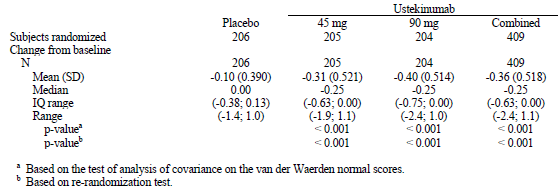 Ustekinumab
Placebo 45 mg 90 mg Combined
Subjects randomized 206 205 204 409
Change from baseline
N 206 205 204 409
Mean (SD) -0.10 (0.390) -0.31 (0.521) -0.40 (0.514) -0.36 (0.518)
Median 0.00 -0.25 -0.25 -0.25
IQ range (-0.38; 0.13) (-0.63; 0.00) (-0.75; 0.00) (-0.63; 0.00)
Range (-1.4; 1.0) (-1.9; 1.1) (-2.4; 1.0) (-2.4; 1.1)
p-valueª < 0.001 < 0.001 < 0.001
p-valueᵇ < 0.001 < 0.001 < 0.001
ª Based on the test of analysis of covariance on the van der Waerden normal scores.
ᵇ Based on re-randomization test.